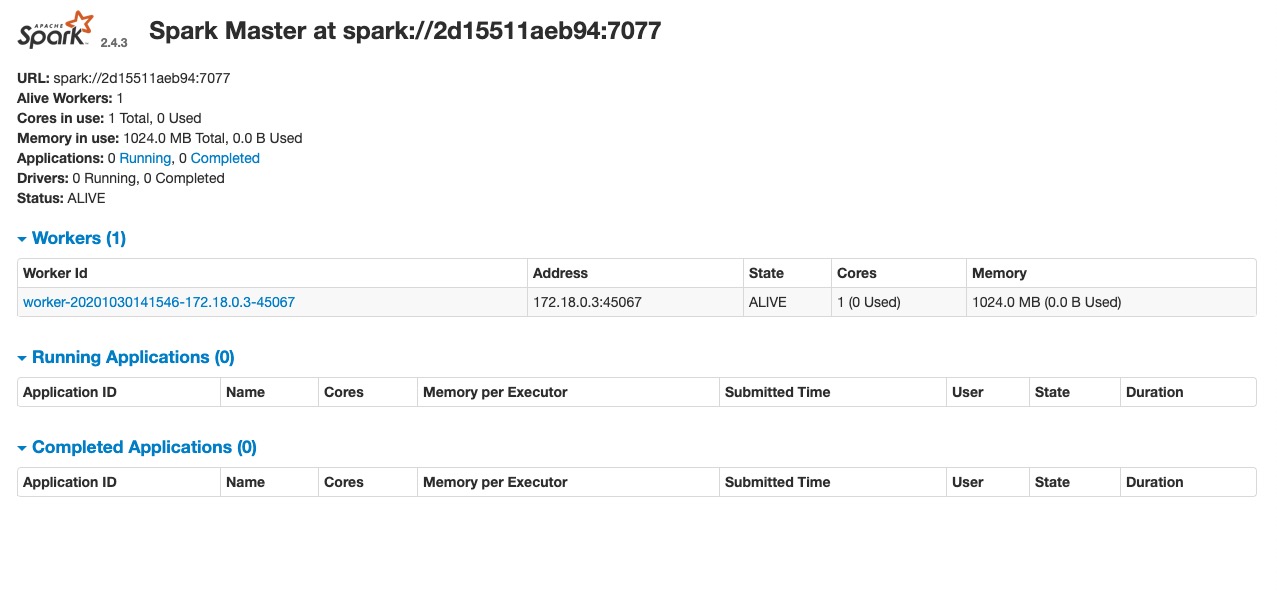 APACHE
Spark 2.4.3 Spark Master at spark://2d15511aeb94:7077
URL: spark://2d15511aeb94:7077
Alive Workers: 1
Cores in use: 1 Total, 0 Used
Memory in use: 1024.0 MB Total, 0.0 B Used
Applications: 0 Running, 0 Completed
Drivers: 0 Running, 0 Completed
Status: ALIVE
Workers (1)
Worker Id Address State Cores Memory
worker-20201030141546-172.18.0.3-45067 172.18.0.3:45067 ALIVE 1 (0 Used) 1024.0 MB (0.0 B Used)
Running Applications (0)
Application ID Name Cores Memory per Executor Submitted Time User State Duration
Completed Applications (0)
Application ID Name Cores Memory per Executor Submitted Time User State Duration